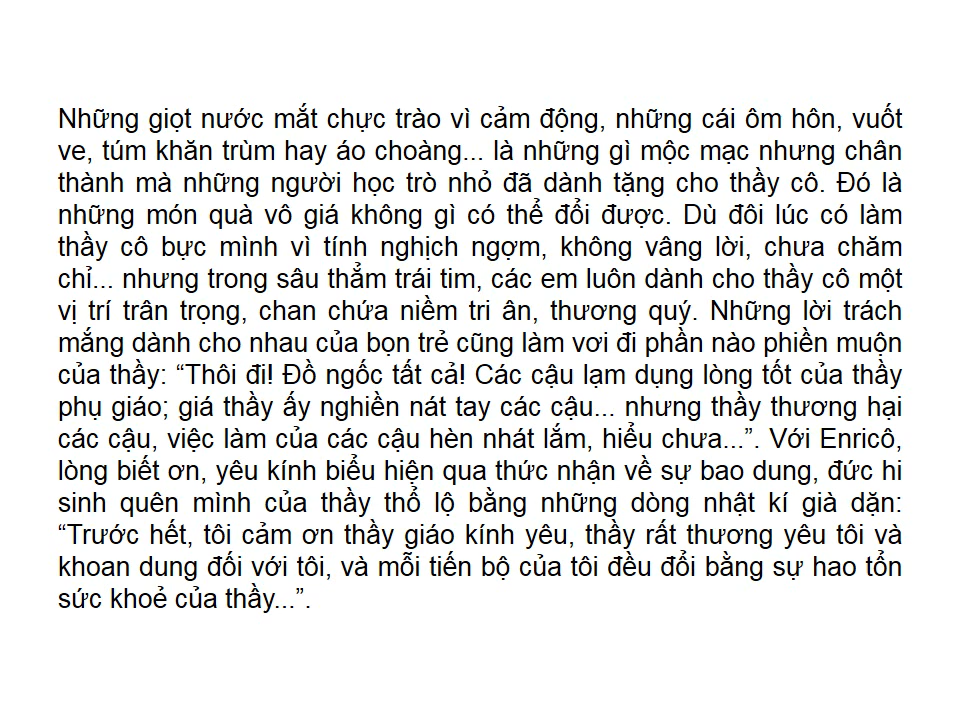 Những giọt nước mắt chực trào vì cảm động, những cái ôm hôn, vuốt
ve, túm khăn trùm hay áo choàng... là những gì mộc mạc nhưng chân
thành mà những người học trò nhỏ đã dành tặng cho thầy cô. Đó là
những món quà vô giá không gì có thể đổi được. Dù đôi lúc có làm
thầy cô bực mình vì tính nghịch ngợm, không vâng lời, chưa chăm
chỉ... nhưng trong sâu thẳm trái tim, các em luôn dành cho thầy cô một
vị trí trân trọng, chan chứa niềm tri ân, thương quý. Những lời trách
mắng dành cho nhau của bọn trẻ cũng làm vơi đi phần nào phiền muộn
của thầy: “Thôi đi! Đồ ngốc tất cả! Các cậu lạm dụng lòng tốt của thầy
phụ giáo; giá thầy ấy nghiền nát tay các cậu... nhưng thầy thương hại
các cậu, việc làm của các cậu hèn nhát lắm, hiểu chưa...”. Với Enricô,
lòng biết ơn, yêu kính biểu hiện qua thức nhận về sự bao dung, đức hi
sinh quên mình của thầy thổ lộ bằng những dòng nhật kí già dặn:
“Trước hết, tôi cảm ơn thầy giáo kính yêu, thầy rất thương yêu tôi và
khoan dung đối với tôi, và mỗi tiến bộ của tôi đều đổi bằng sự hao tổn
sức khoẻ của thầy...”.